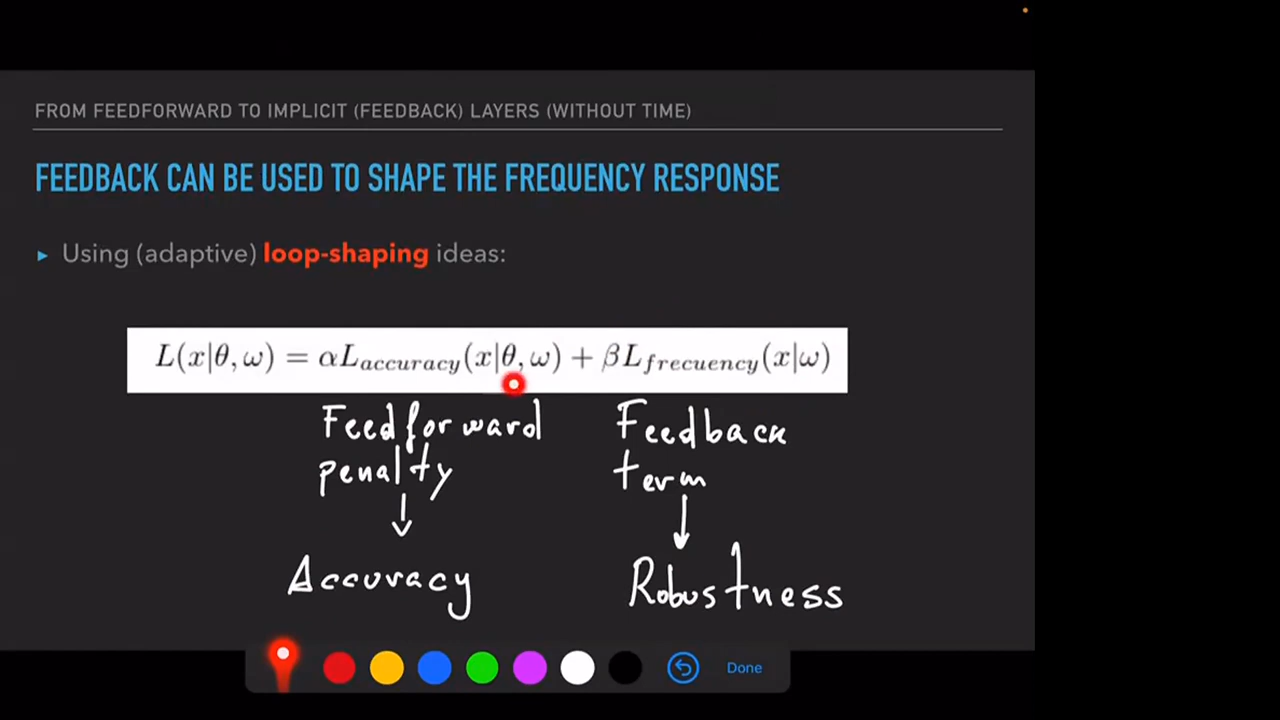 FROM FEEDFORWARD TO IMPLICIT (FEEDBACK) LAYERS (WITHOUT TIME)
FEEDBACK CAN BE USED TO SHAPE THE FREQUENCY RESPONSE
▸ Using (adaptive) loop-shaping ideas:
L(x|θ, ω) = αL_accuracy(x|θ, ω) + βL_frecuency(x|ω)
Feedforward
penalty
Feedback
term
Accuracy
Robustness
Done